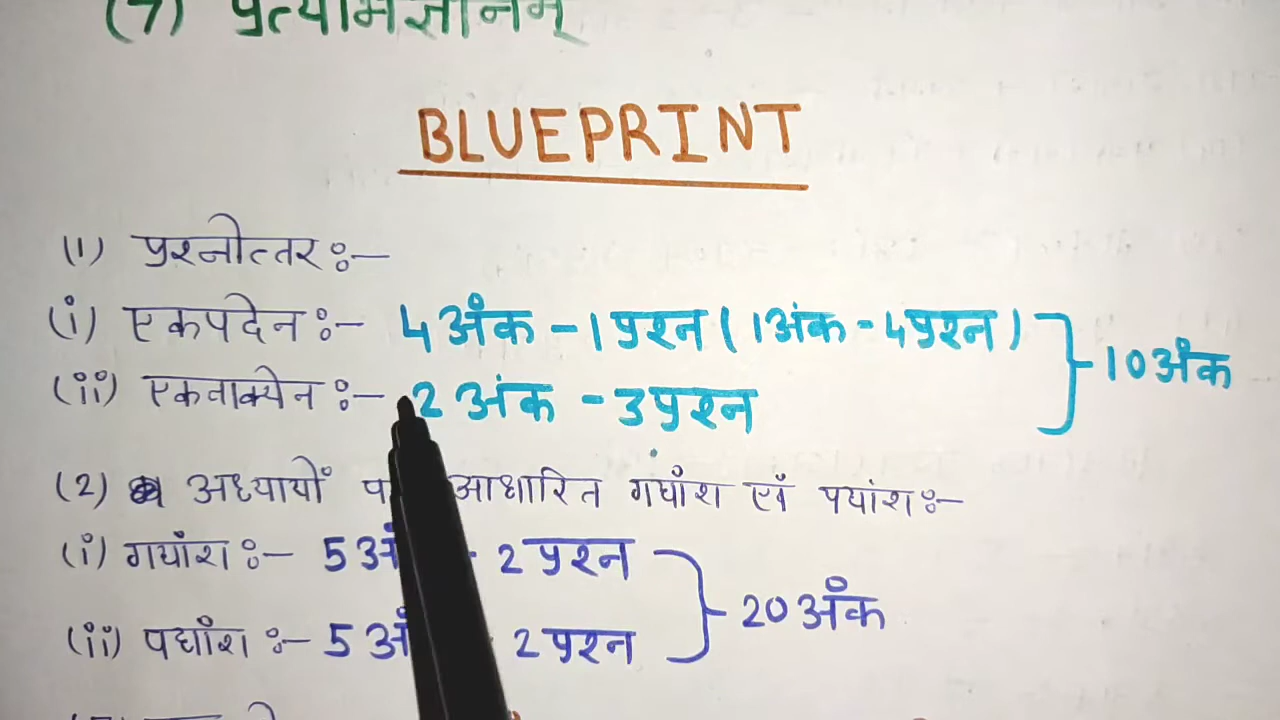 (7) प्रत्यभिज्ञानम्
BLUEPRINT
(1) प्रश्नोत्तर :-
(i) एकपदेन :- 4 अंक - 1 प्रश्न ( 1 अंक - 4 प्रश्न )
(ii) एकवाक्येन :- 2 अंक - 3 प्रश्न
10 अंक
(2) अध्यायों आधारित गद्यांश एवं पद्यांश :-
(i) गद्यांश :- 5 - 2 प्रश्न
(ii) पद्यांश :- 5 - 2 प्रश्न
20 अंक